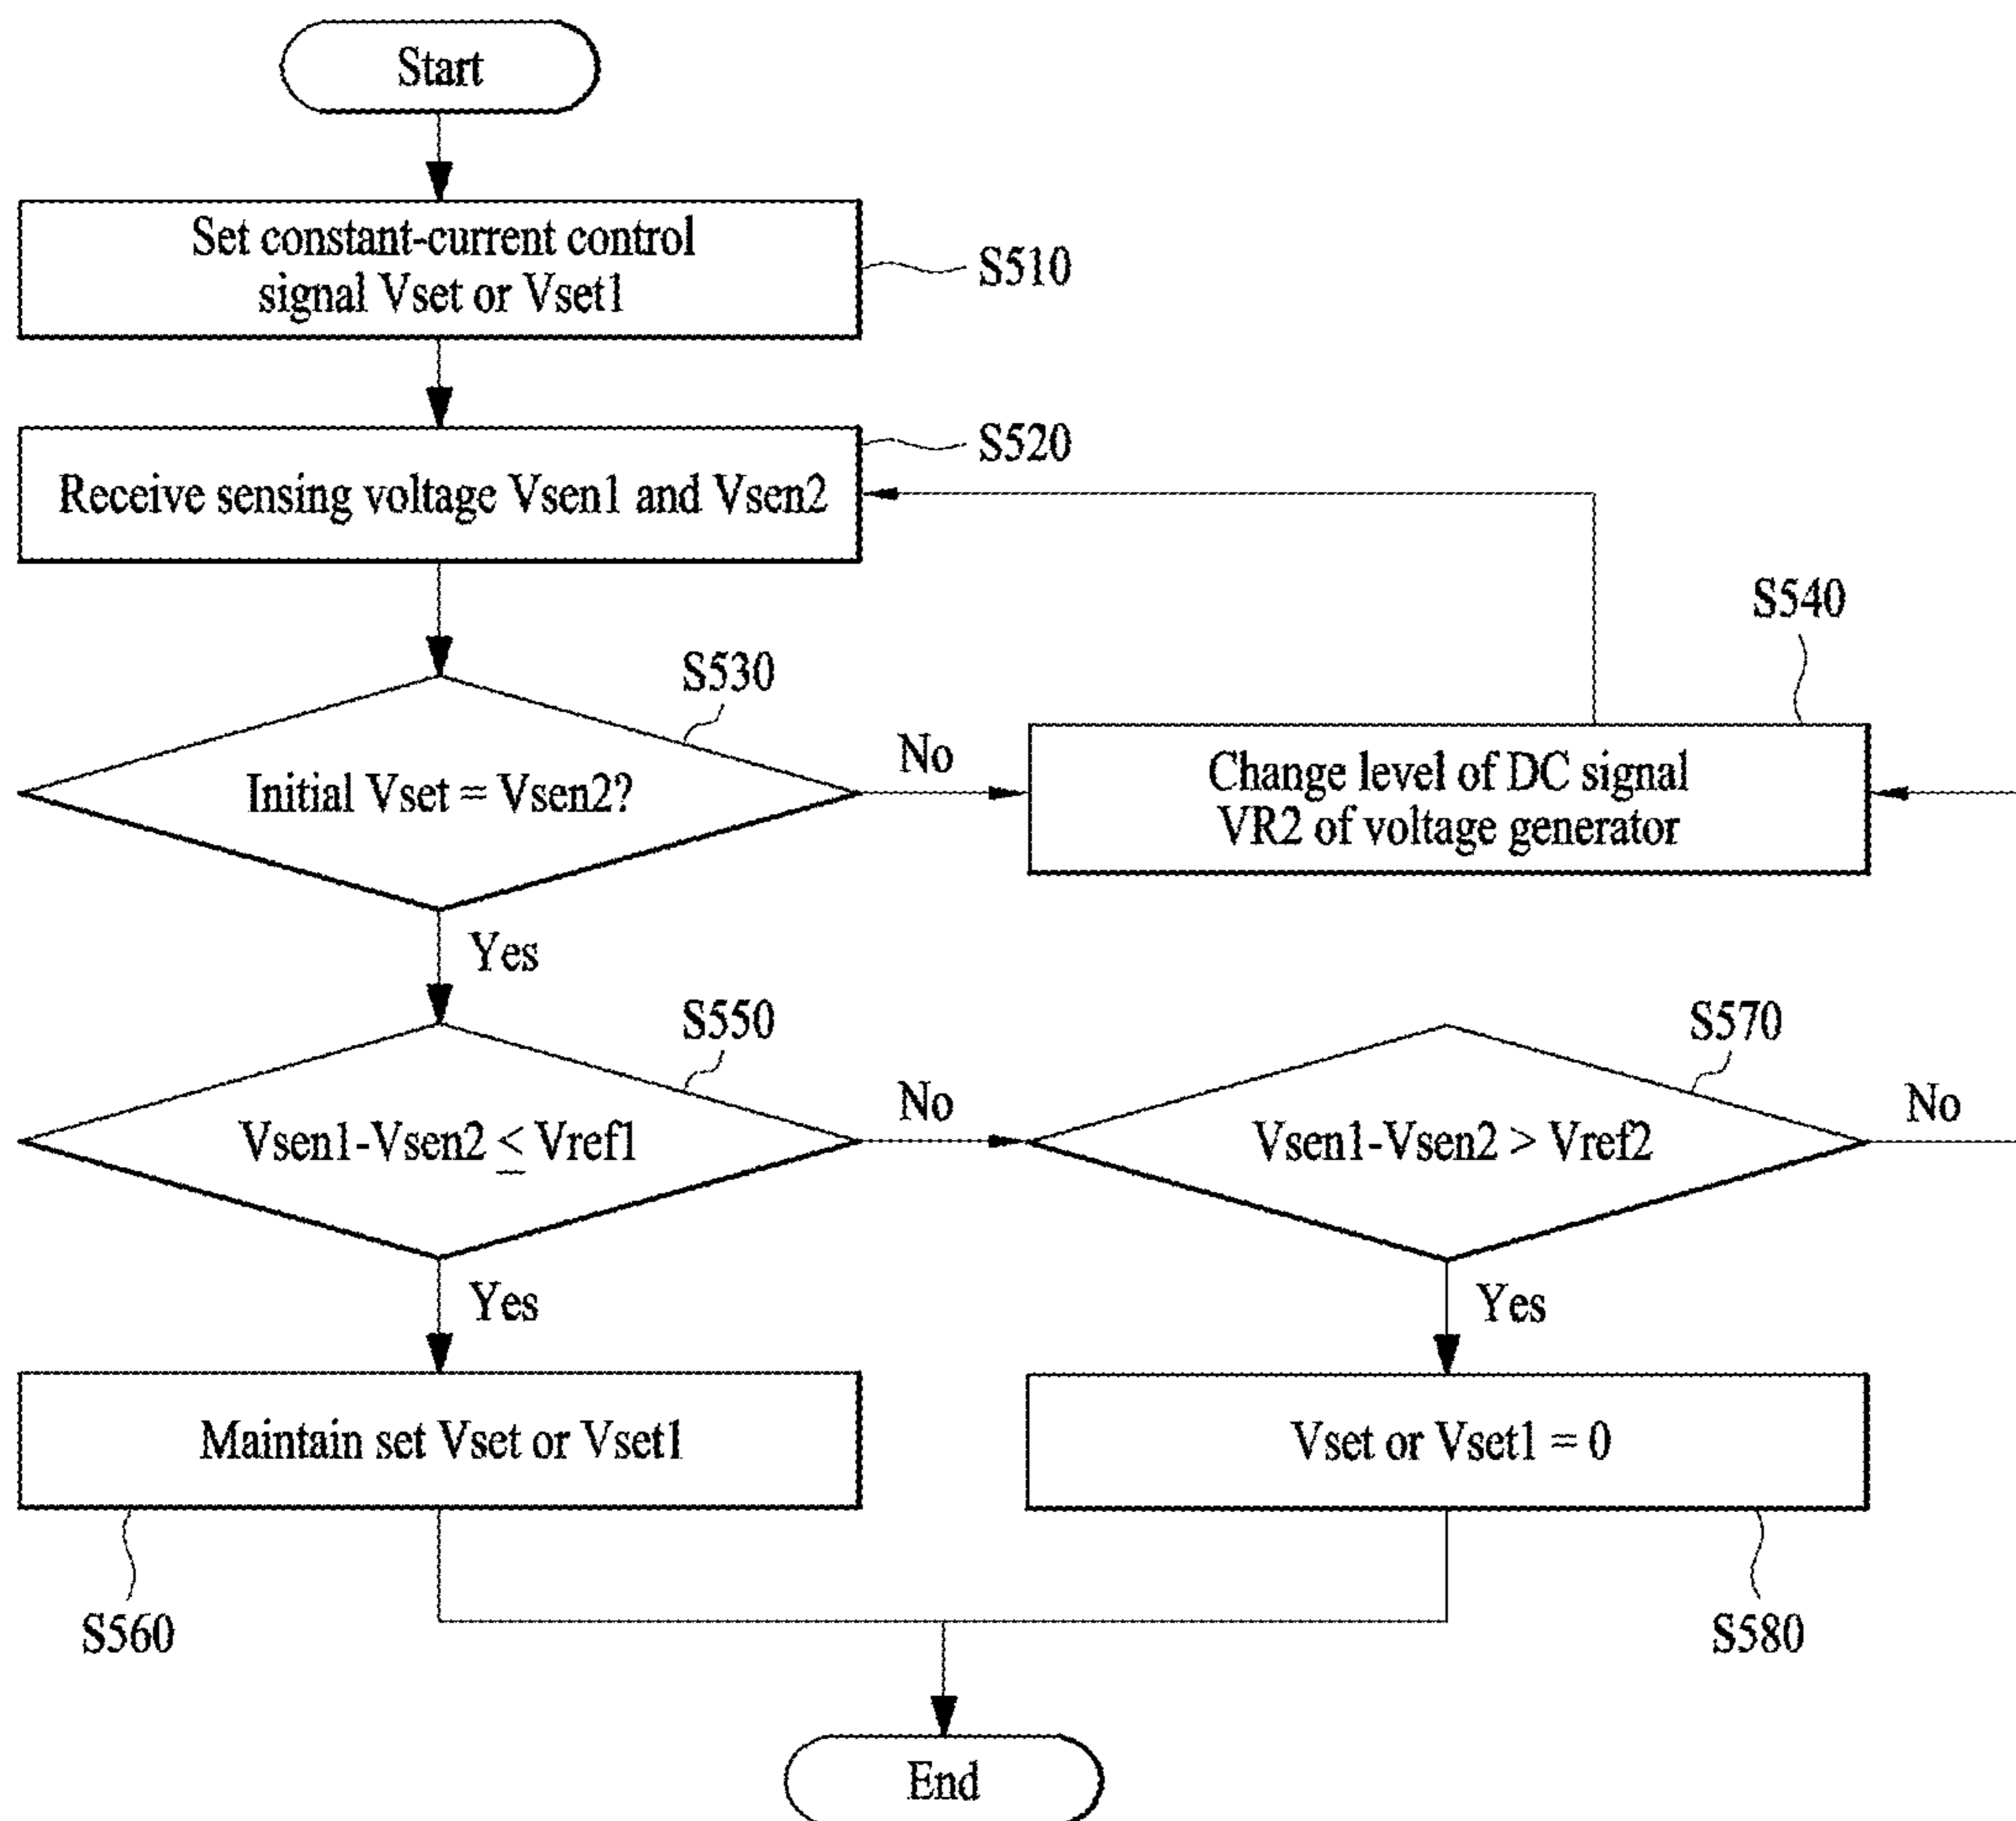 Start
Set constant-current control
signal Vset or Vset1
S510
S520
Receive sensing voltage Vsen1 and Vsen2
S540
S530
Initial Vset = Vsen2?
No
Change level of DC signal
VR2 of voltage generator
Yes
S550
S570
Vsen1-Vsen2 ≤ Vref1
No
Vsen1-Vsen2 > Vref2
No
Yes
Yes
Maintain set Vset or Vset1
Vset or Vset1 = 0
S560
S580
End